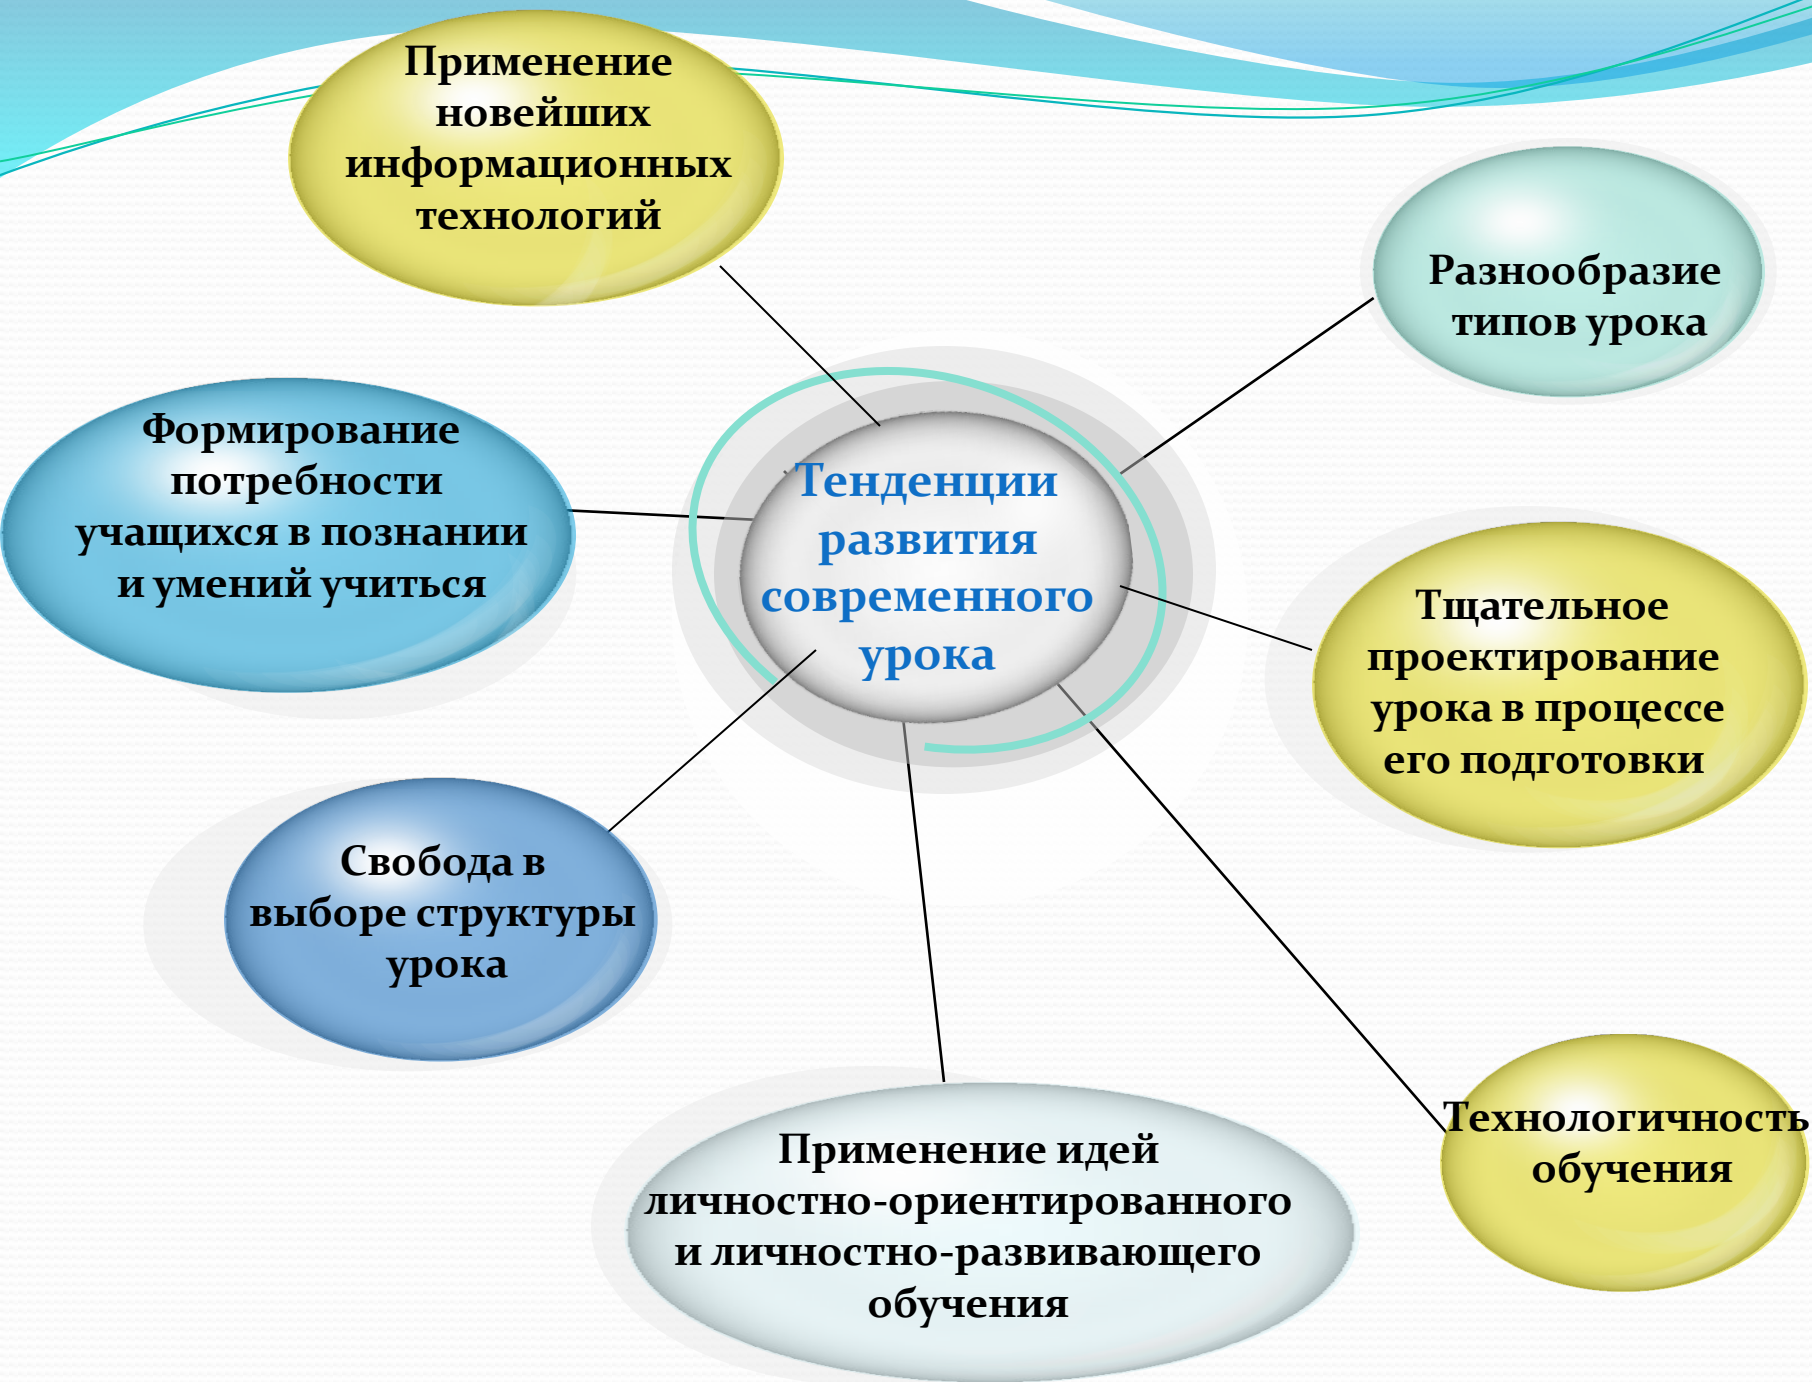 Применение
новейших
информационных
технологий
Разнообразие
типов урока
Формирование
потребности
учащихся в познании
и умений учиться
Тенденции
развития
современного
урока
Тщательное
проектирование
урока в процессе
его подготовки
Свобода в
выборе структуры
урока
Применение идей
личностно-ориентированного
и личностно-развивающего
обучения
Технологичность
обучения